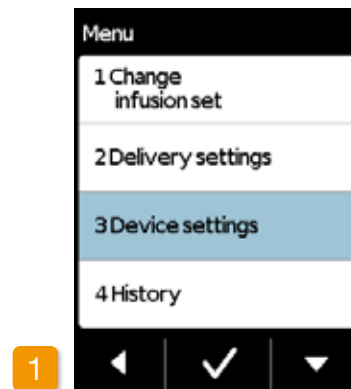 Menu
1 Change
infusion set
2 Delivery settings
3 Device settings
4 History
1